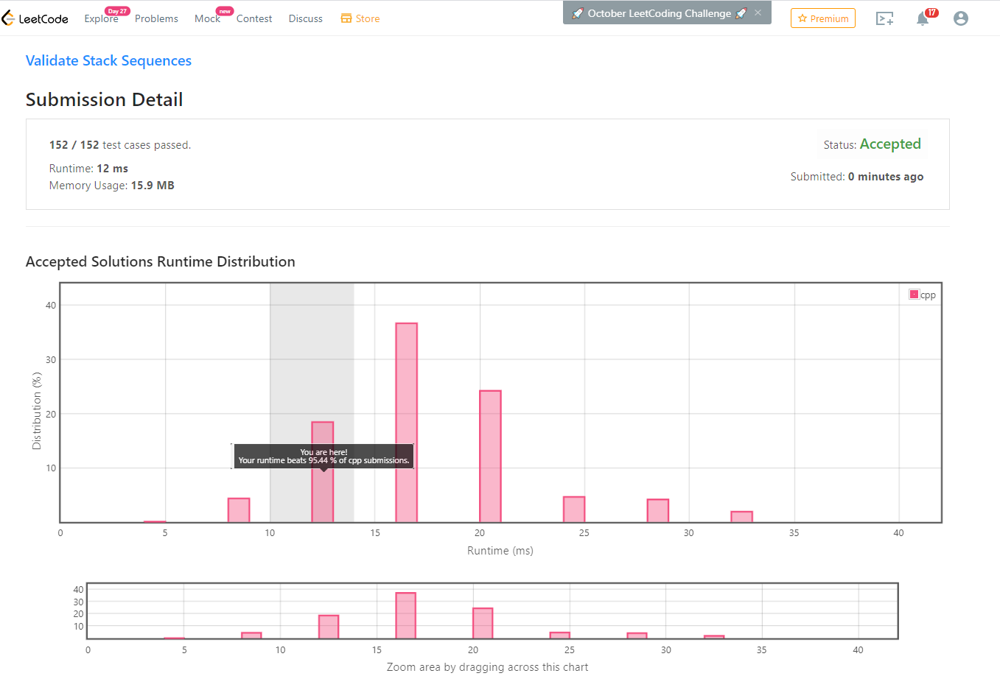 LeetCode
Explore Day 27 Problems Mock new Contest Discuss Store
October LeetCoding Challenge ×
Premium
17
Validate Stack Sequences
Submission Detail
152 / 152 test cases passed.
Status: Accepted
Runtime: 12 ms
Memory Usage: 15.9 MB
Submitted: 0 minutes ago
Accepted Solutions Runtime Distribution
cpp
40
30
20
10
Distribution (%)
You are here!
Your runtime beats 95.44 % of cpp submissions.
0 5 10 15 20 25 30 35 40
Runtime (ms)
40
30
20
10
0 5 10 15 20 25 30 35 40
Zoom area by dragging across this chart